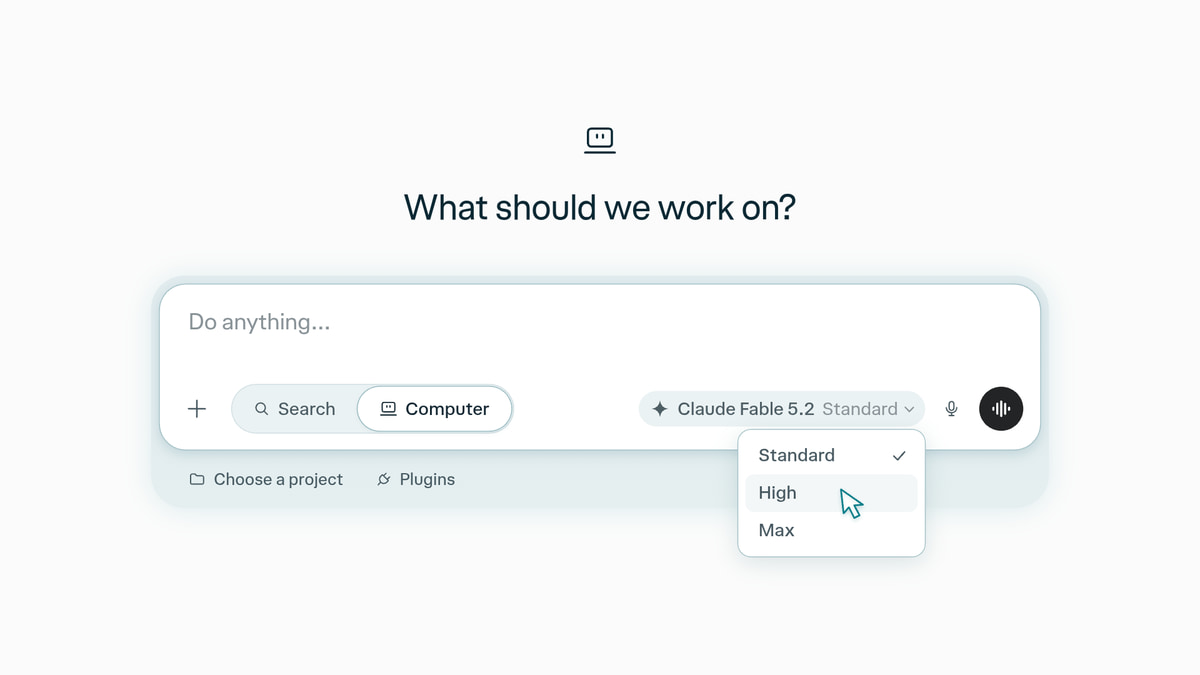 What should we work on?
Do anything...
Search Computer Claude Fable 5.2 Standard
Standard
High
Max
Choose a project Plugins